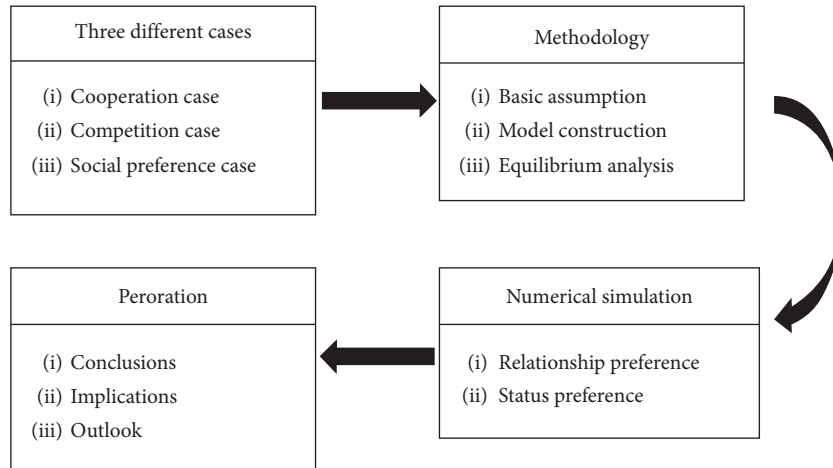 Three different cases
(i) Cooperation case
(ii) Competition case
(iii) Social preference case
Methodology
(i) Basic assumption
(ii) Model construction
(iii) Equilibrium analysis
Numerical simulation
(i) Relationship preference
(ii) Status preference
Peroration
(i) Conclusions
(ii) Implications
(iii) Outlook